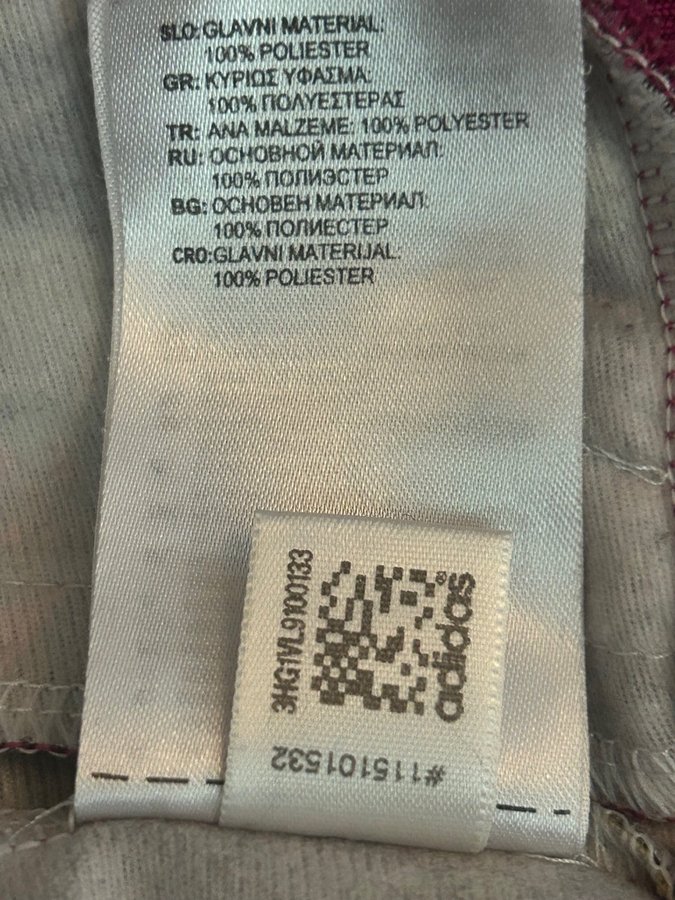 SLO: GLAVNI MATERIAL:
100% POLIESTER
GR: ΚΥΡΙΩΣ ΥΦΑΣΜΑ:
100% ΠΟΛΥΕΣΤΕΡΑΣ
TR: ANA MALZEME: 100% POLYESTER
RU: ОСНОВНОЙ МАТЕРИАЛ:
100% ПОЛИЭСТЕР
BG: ОСНОВЕН МАТЕРИАЛ:
100% ПОЛИЕСТЕР
CRO: GLAVNI MATERIJAL:
100% POLIESTER
3HG1VL9100133
adidas®
#115101532